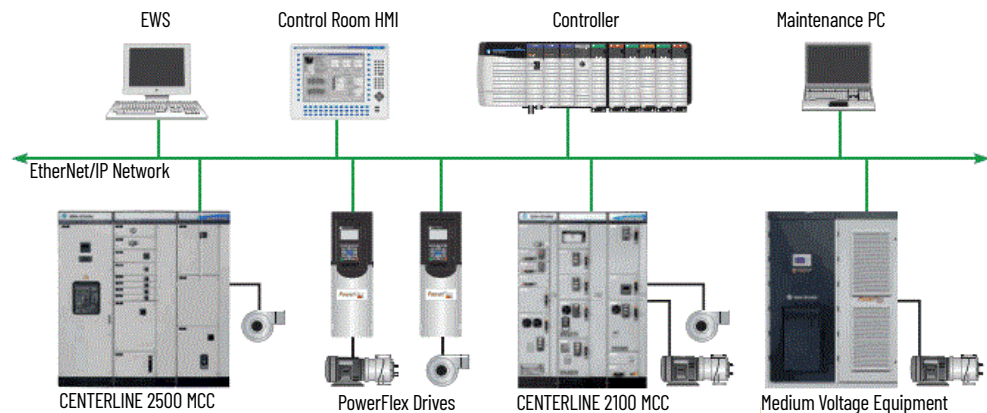 EWS
Control Room HMI
Controller
Maintenance PC
EtherNet/IP Network
CENTERLINE 2500 MCC
PowerFlex Drives
CENTERLINE 2100 MCC
Medium Voltage Equipment